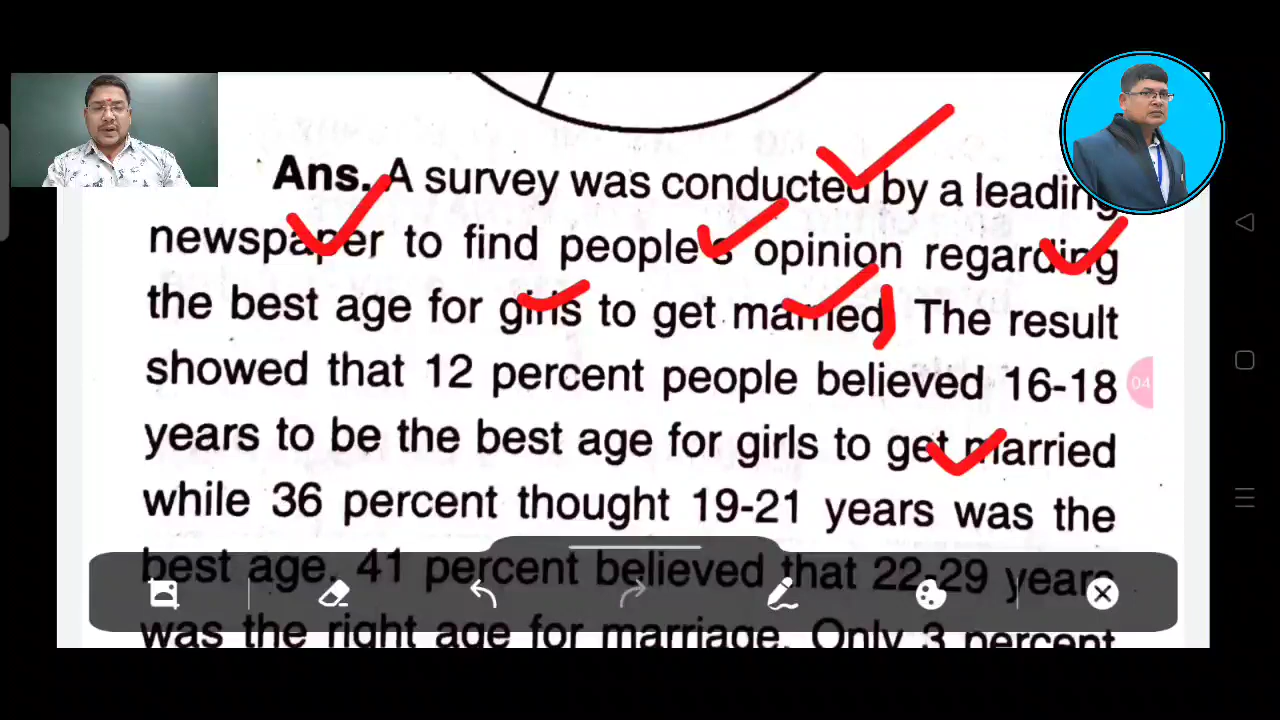 Ans. A survey was conducted by a leading
newspaper to find people's opinion regarding
the best age for girls to get married. The result
showed that 12 percent people believed 16-18
years to be the best age for girls to get married
while 36 percent thought 19-21 years was the
best age. 41 percent believed that 22-29 years
was the right age for marriage. Only 3 percent
04